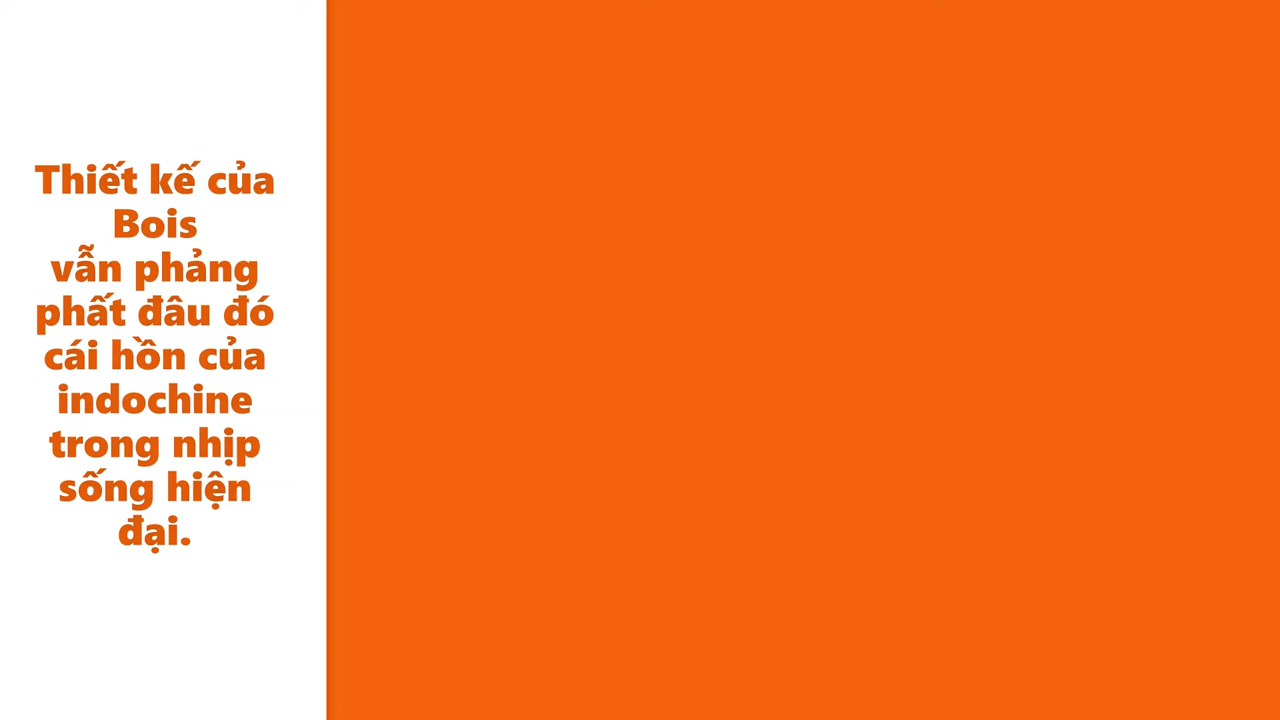 Thiết kế của
Bois
vẫn phảng
phất đâu đó
cái hồn của
indochine
trong nhịp
sống hiện
đại.